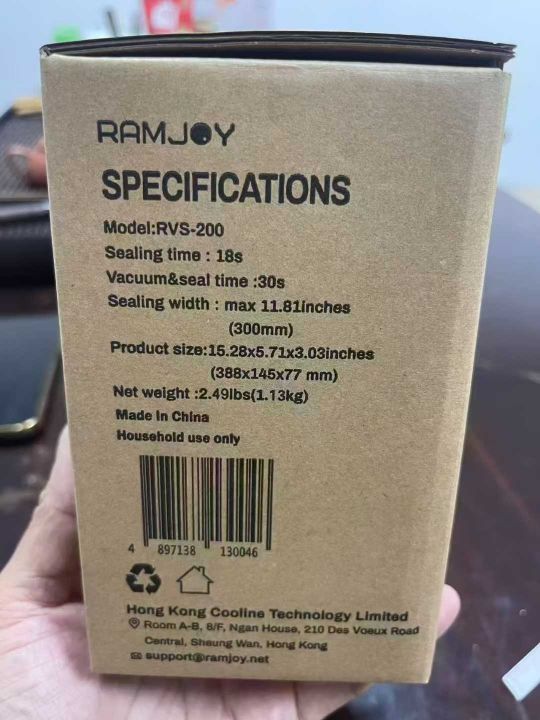 RAMJOY
SPECIFICATIONS
Model:RVS-200
Sealing time : 18s
Vacuum&seal time :30s
Sealing width : max 11.81inches
(300mm)
Product size:15.28x5.71x3.03inches
(388x145x77 mm)
Net weight :2.49lbs(1.13kg)
Made In China
Household use only
4 897138 130046
Hong Kong Cooline Technology Limited
Room A-B, 8/F, Ngan House, 210 Des Voeux Road
Central, Sheung Wan, Hong Kong
support@ramjoy.net